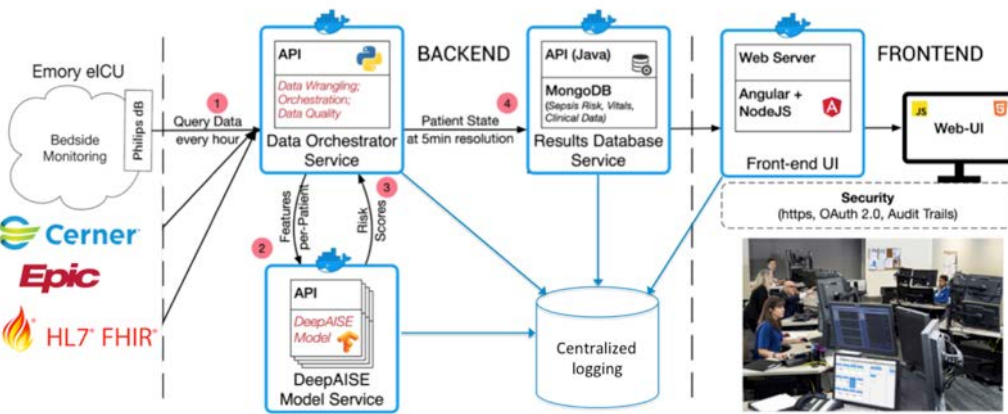 Emory eICU
Bedside
Monitoring
Philips dB
1
Query Data
every hour
Cerner
Epic
HL7® FHIR®
API
Data Wrangling;
Orchestration;
Data Quality
Data Orchestrator
Service
BACKEND
4
Patient State
at 5min resolution
API (Java)
MongoDB
(Sepsis Risk, Vitals,
Clinical Data)
Results Database
Service
Web Server
Angular +
NodeJS
Front-end UI
FRONTEND
JS
5
Web-UI
Security
(https, OAuth 2.0, Audit Trails)
2
Features
per-Patient
3
Risk
Scores
API
DeepAISE
Model
DeepAISE
Model Service
Centralized
logging